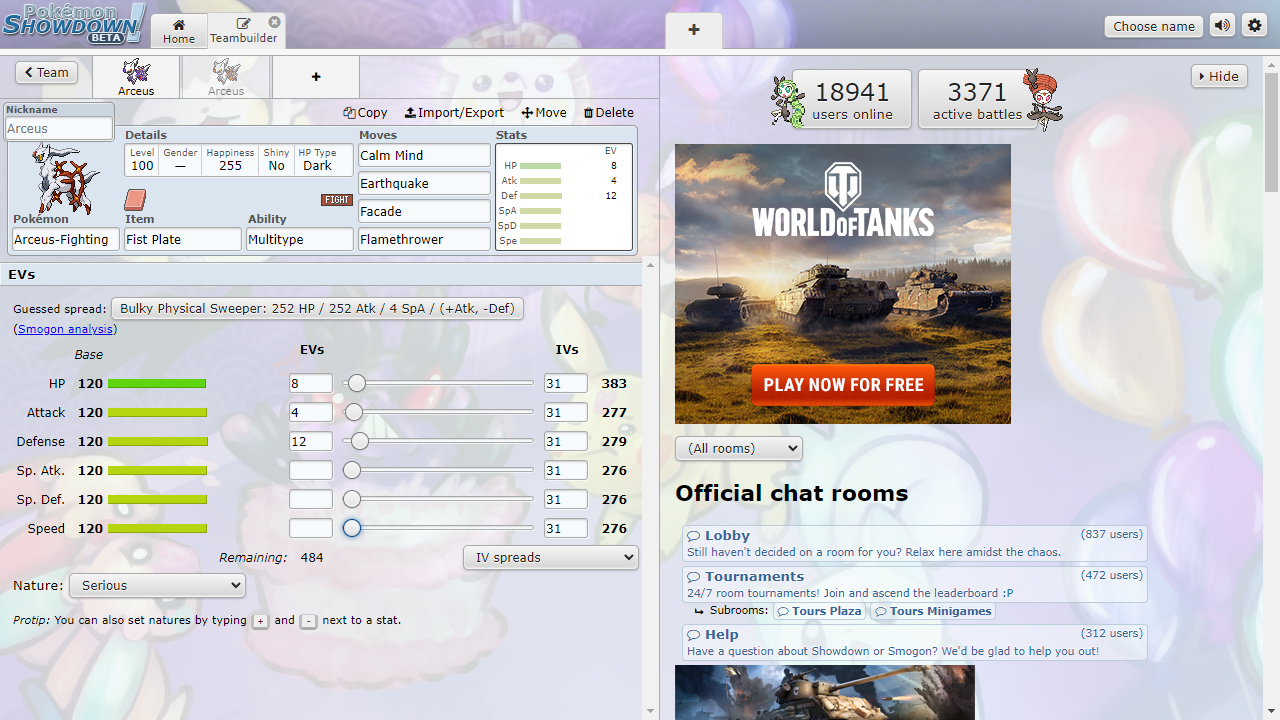 Pokémon
SHOWDOWN!
BETA
Home
Teambuilder
+
Choose name
Team
Arceus
Arceus
+
Nickname
Arceus
Copy
Import/Export
Move
Delete
Details
Level
100
Gender
—
Happiness
255
Shiny
No
HP Type
Dark
FIGHT
Pokémon
Item
Ability
Arceus-Fighting
Fist Plate
Multitype
Moves
Calm Mind
Earthquake
Facade
Flamethrower
Stats
EV
HP 8
Atk 4
Def 12
SpA
SpD
Spe
EVs
Guessed spread: Bulky Physical Sweeper: 252 HP / 252 Atk / 4 SpA / (+Atk, -Def)
(Smogon analysis)
Base EVs IVs
HP 120 8 31 383
Attack 120 4 31 277
Defense 120 12 31 279
Sp. Atk. 120 31 276
Sp. Def. 120 31 276
Speed 120 31 276
Remaining: 484
IV spreads
Nature: Serious
Protip: You can also set natures by typing + and - next to a stat.
18941
users online
3371
active battles
Hide
WORLD OF TANKS
PLAY NOW FOR FREE
(All rooms)
Official chat rooms
Lobby (837 users)
Still haven't decided on a room for you? Relax here amidst the chaos.
Tournaments (472 users)
24/7 room tournaments! Join and ascend the leaderboard :P
Subrooms: Tours Plaza Tours Minigames
Help (312 users)
Have a question about Showdown or Smogon? We'd be glad to help you out!